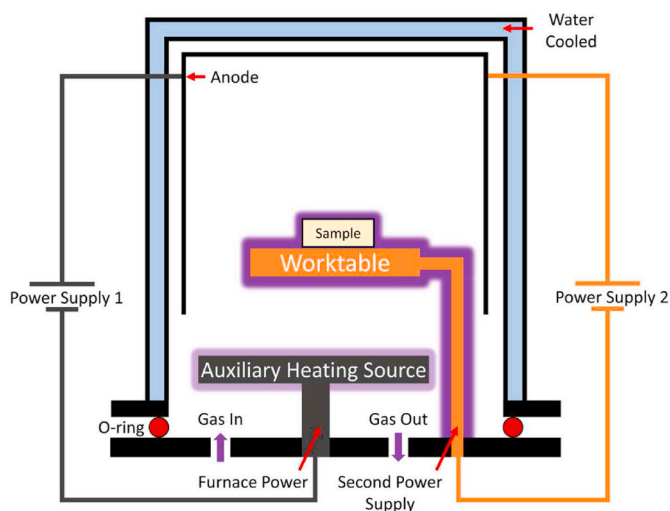 Water
Cooled
Anode
Sample
Worktable
Power Supply 1
Power Supply 2
Auxiliary Heating Source
O-ring
Gas In
Gas Out
Furnace Power
Second Power
Supply